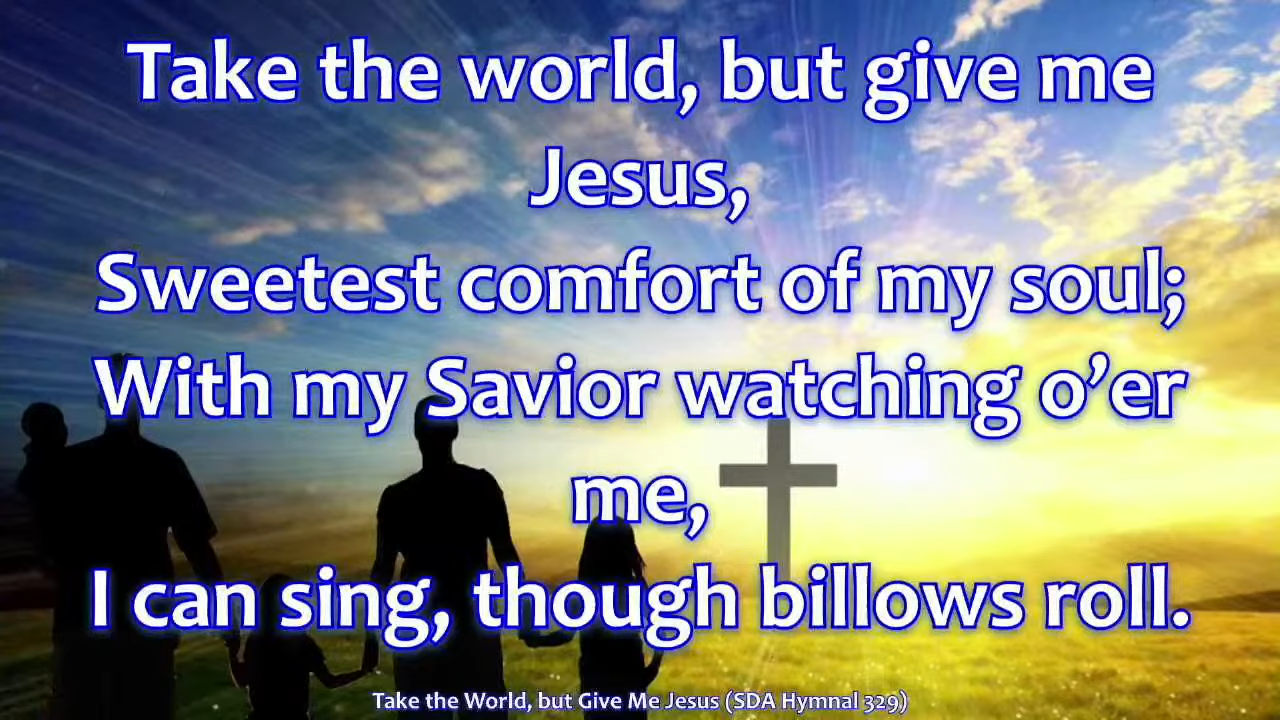 Take the world, but give me
Jesus,
Sweetest comfort of my soul;
With my Savior watching o’er
me,
I can sing, though billows roll.
Take the World, but Give Me Jesus (SDA Hymnal 329)